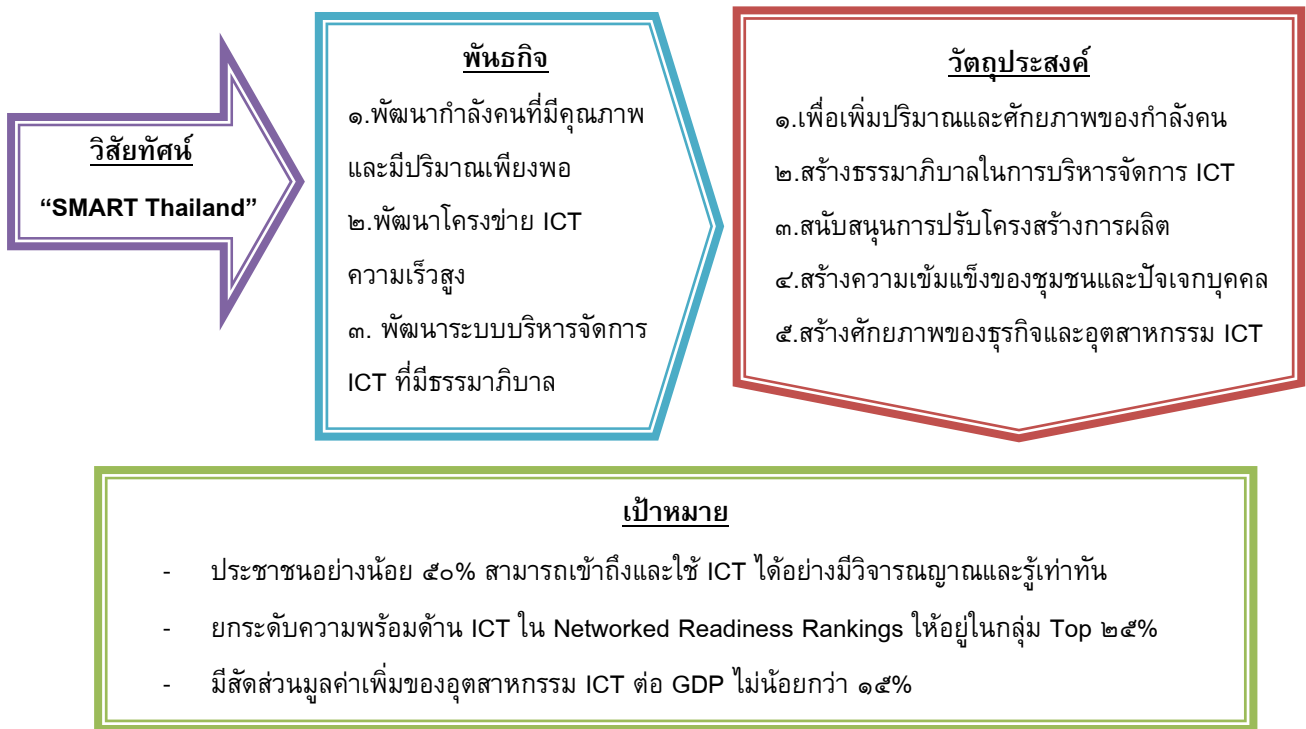 วิสัยทัศน์
“SMART Thailand”
พันธกิจ
๑.พัฒนากำลังคนที่มีคุณภาพ
และมีปริมาณเพียงพอ
๒.พัฒนาโครงข่าย ICT
ความเร็วสูง
๓. พัฒนาระบบบริหารจัดการ
ICT ที่มีธรรมาภิบาล
วัตถุประสงค์
๑.เพื่อเพิ่มปริมาณและศักยภาพของกำลังคน
๒.สร้างธรรมาภิบาลในการบริหารจัดการ ICT
๓.สนับสนุนการปรับโครงสร้างการผลิต
๔.สร้างความเข้มแข็งของชุมชนและปัจเจกบุคคล
๕.สร้างศักยภาพของธุรกิจและอุตสาหกรรม ICT
เป้าหมาย
- ประชาชนอย่างน้อย ๕๐% สามารถเข้าถึงและใช้ ICT ได้อย่างมีวิจารณญาณและรู้เท่าทัน
- ยกระดับความพร้อมด้าน ICT ใน Networked Readiness Rankings ให้อยู่ในกลุ่ม Top ๒๕%
- มีสัดส่วนมูลค่าเพิ่มของอุตสาหกรรม ICT ต่อ GDP ไม่น้อยกว่า ๑๕%